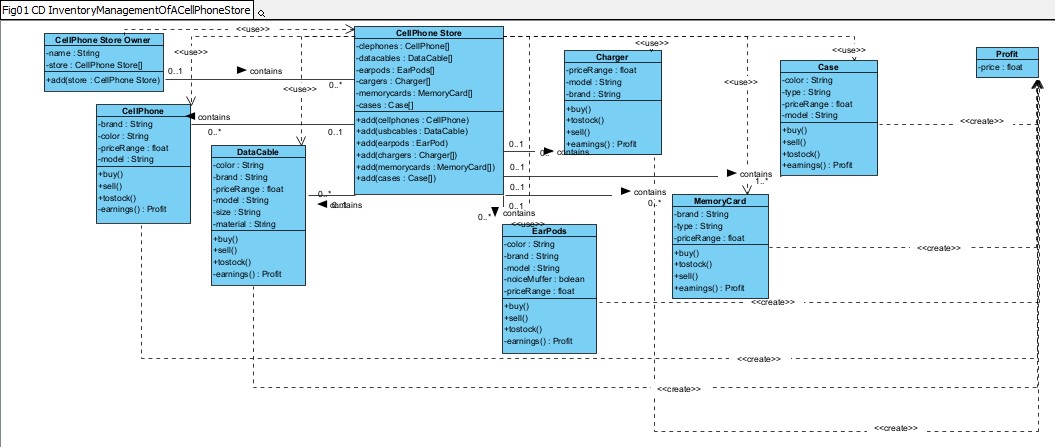 Fig01 CD InventoryManagementOfACellPhoneStore
CellPhone Store Owner
-name : String
-store : CellPhone Store[]
+add(store : CellPhone Store)
<<use>>
<<use>>
<<use>>
0..1
contains
0..*
CellPhone Store
-clephones : CellPhone[]
-datacables : DataCable[]
-earpods : EarPods[]
-cargers : Charger[]
-memorycards : MemoryCard[]
-cases : Case[]
+add(cellphones : CellPhone)
+add(usbcables : DataCable)
+add(earpods : EarPod)
+add(chargers : Charger[])
+add(memorycards : MemoryCard[])
+add(cases : Case[])
<<use>>
<<use>>
<<use>>
Charger
-priceRange : float
-model : String
-brand : String
+buy()
+tostock()
+sell()
+earnings() : Profit
Case
-color : String
-type : String
-priceRange : float
-model : String
+buy()
+sell()
+tostock()
+earnings() : Profit
Profit
-price : float
CellPhone
-brand : String
-color : String
-priceRange : float
-model : String
+buy()
+sell()
+tostock()
-earnings() : Profit
contains
0..*
0..1
DataCable
-color : String
-brand : String
-priceRange : float
-model : String
-size : String
-material : String
+buy()
+sell()
+tostock()
-earnings() : Profit
0..*
contains
0..1
contains
0..1
contains
1..*
0..1
contains
0..*
0..1
0..*
contains
<<use>>
EarPods
-color : String
-brand : String
-model : String
-noiceMuffer : bolean
-priceRange : float
+buy()
+sell()
+tostock()
-earnings() : Profit
MemoryCard
-brand : String
-type : String
-priceRange : float
+buy()
+tostock()
+sell()
+earnings() : Profit
<<create>>
<<create>>
<<create>>
<<create>>
<<create>>
<<create>>